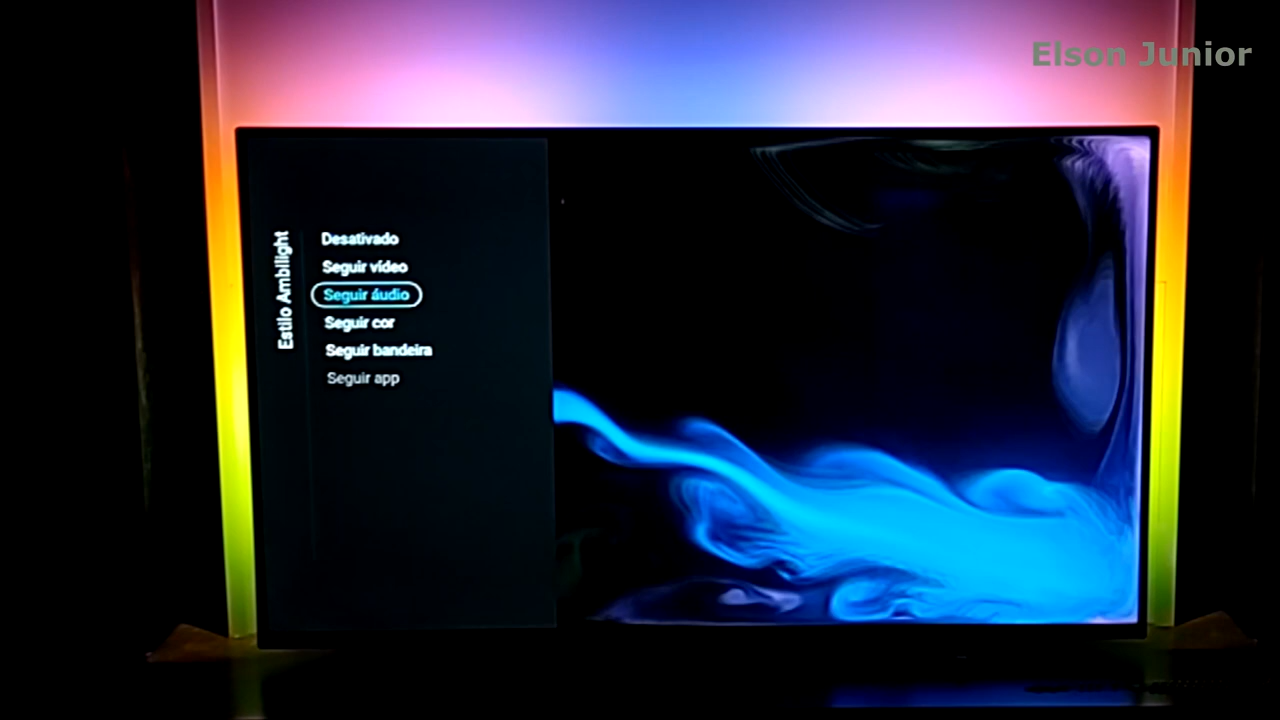 Elson Junior
Estilo Ambilight
Desativado
Seguir vídeo
Seguir áudio
Seguir cor
Seguir bandeira
Seguir app